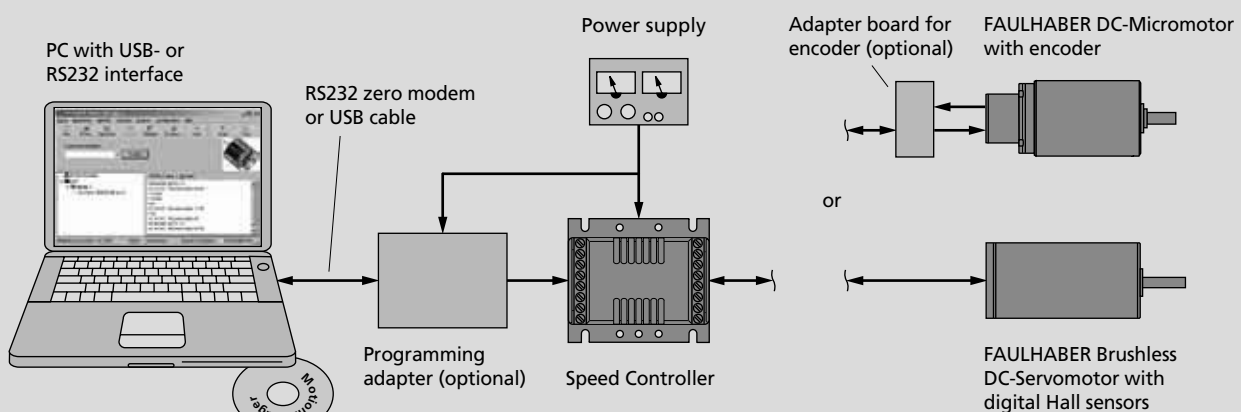 PC with USB- or
RS232 interface
RS232 zero modem
or USB cable
Power supply
Adapter board for
encoder (optional)
FAULHABER DC-Micromotor
with encoder
or
Programming
adapter (optional)
Speed Controller
FAULHABER Brushless
DC-Servomotor with
digital Hall sensors